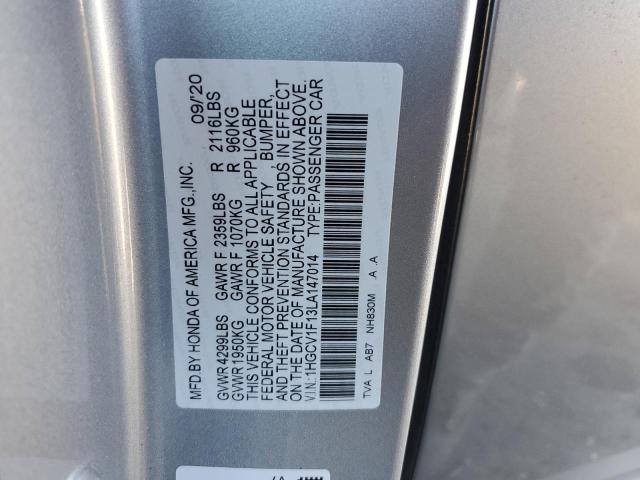 MFD.BY HONDA OF AMERICA MFG.,INC. 09/'20
GVWR 4299LBS GAWR F 2359LBS R 2116LBS
GVWR 1950KG GAWR F 1070KG R 960KG
THIS VEHICLE CONFORMS TO ALL APPLICABLE
FEDERAL MOTOR VEHICLE SAFETY , BUMPER,
AND THEFT PREVENTION STANDARDS IN EFFECT
ON THE DATE OF MANUFACTURE SHOWN ABOVE.
V.I.N:1HGCV1F13LA147014 TYPE:PASSENGER CAR
TVA L AB7 NH830M A .A